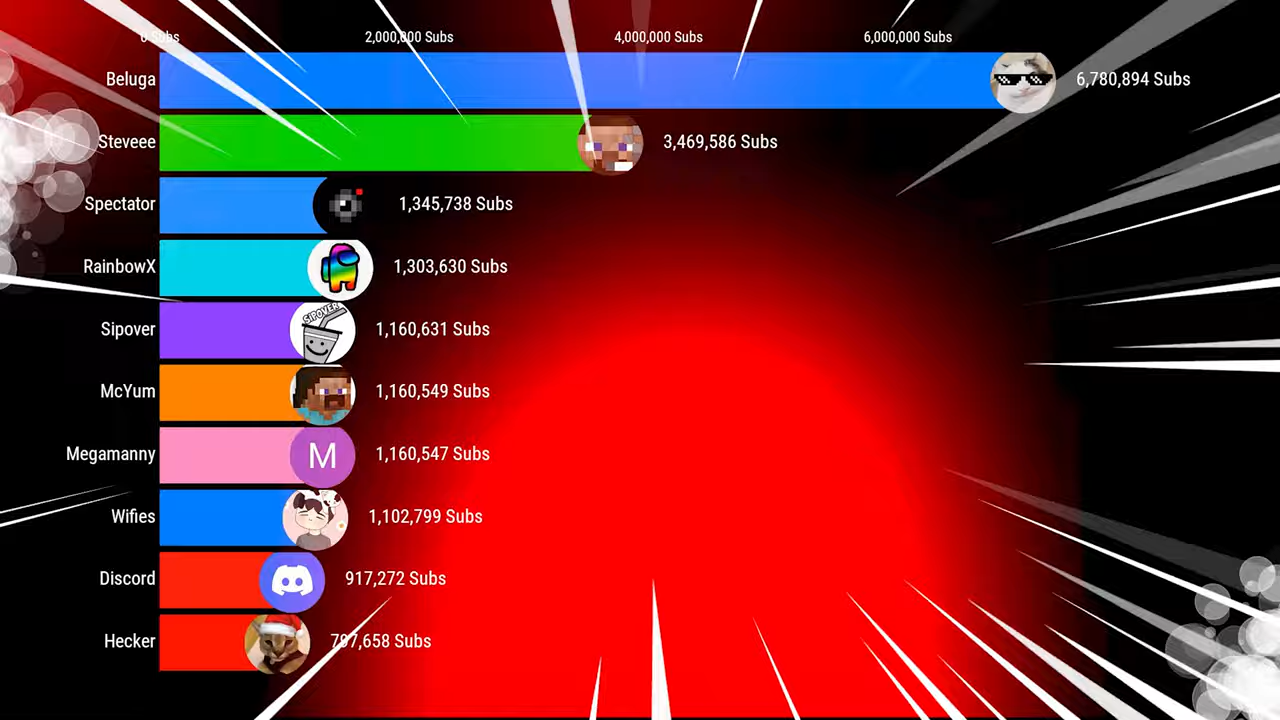 0 Subs 2,000,000 Subs 4,000,000 Subs 6,000,000 Subs
Beluga 6,780,894 Subs
Steveee 3,469,586 Subs
Spectator 1,345,738 Subs
RainbowX 1,303,630 Subs
SIPOVER
Sipover 1,160,631 Subs
McYum 1,160,549 Subs
Megamanny M 1,160,547 Subs
Wifies 1,102,799 Subs
Discord 917,272 Subs
Hecker 797,658 Subs